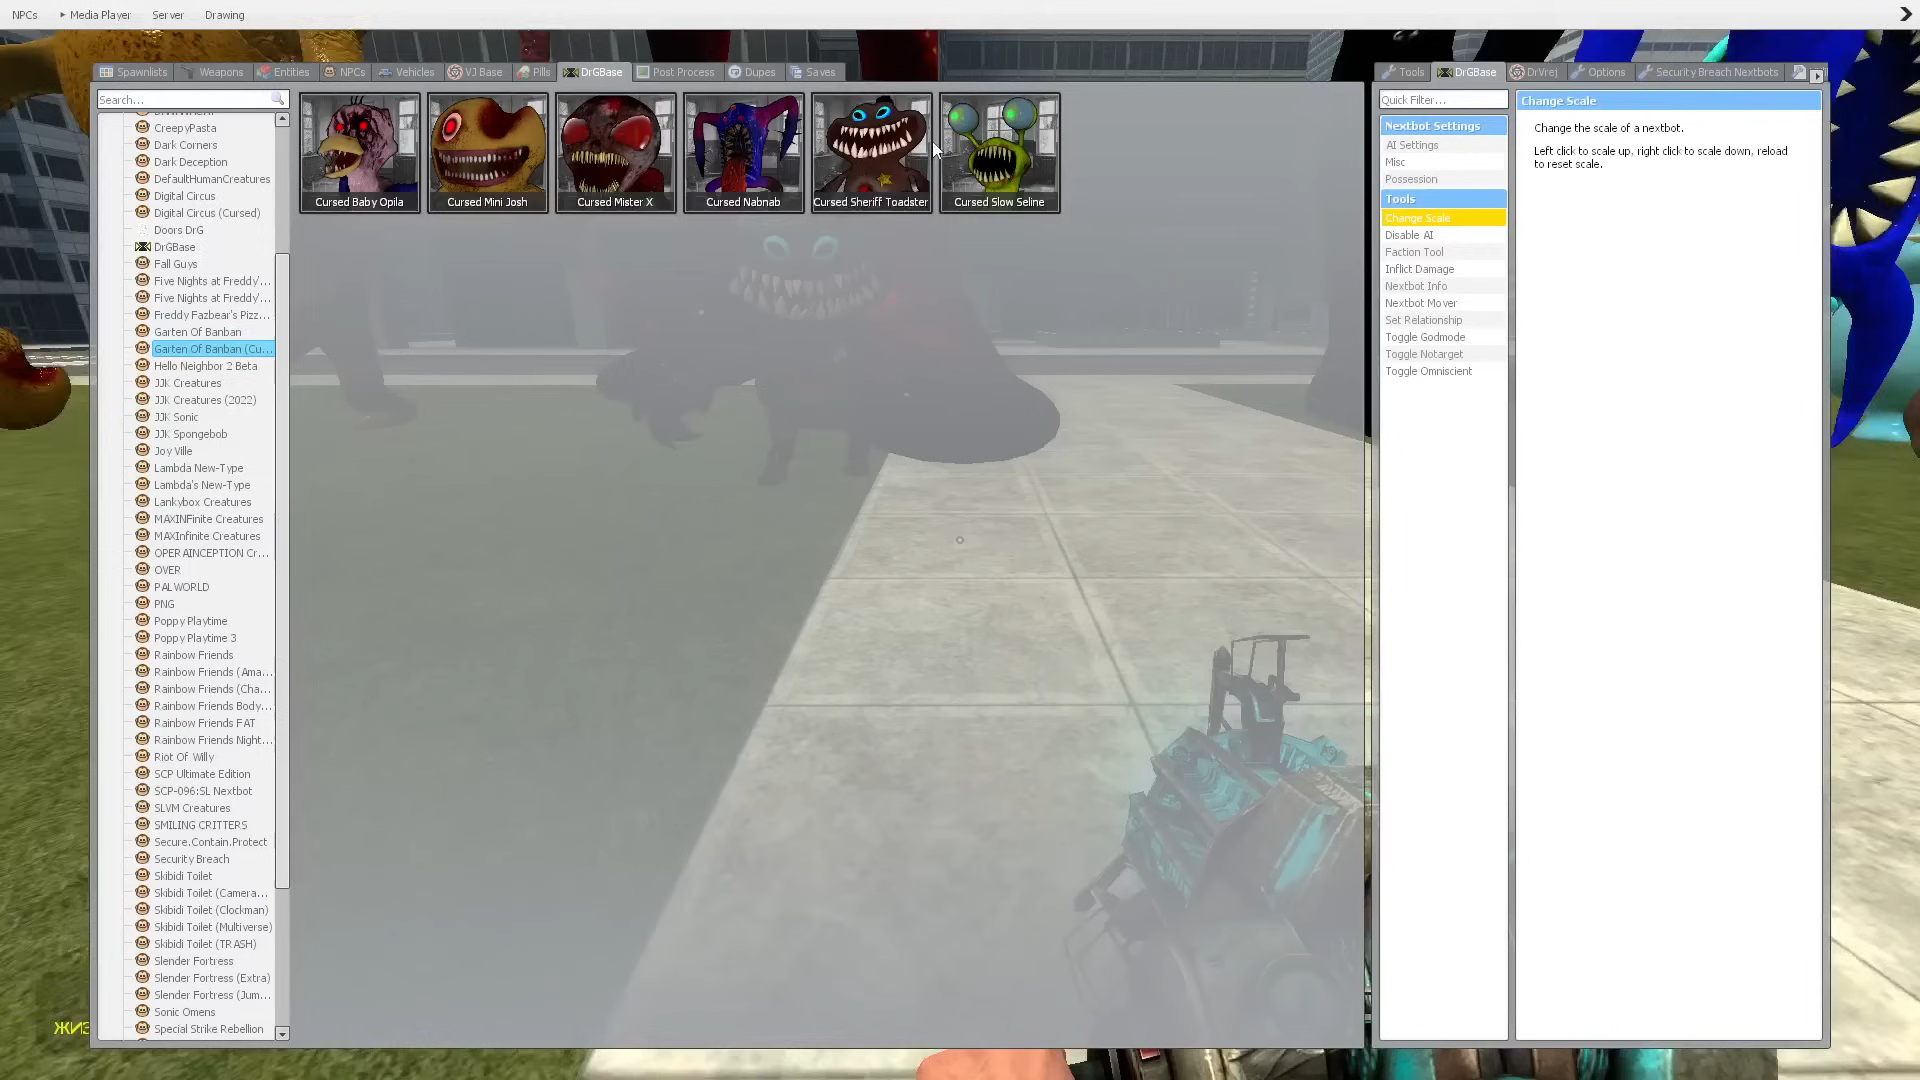 NPCs
Media Player
Server
Drawing
Spawnlists
Weapons
Entities
NPCs
Vehicles
VJ Base
Pills
DrGBase
Post Process
Dupes
Saves
Search...
CreepyPasta
Dark Corners
Dark Deception
DefaultHumanCreatures
Digital Circus
Digital Circus (Cursed)
Doors DrG
DrGBase
Fall Guys
Five Nights at Freddy'...
Five Nights at Freddy'...
Freddy Fazbear's Pizz...
Garten Of Banban
Garten Of Banban (Cu...
Hello Neighbor 2 Beta
JJK Creatures
JJK Creatures (2022)
JJK Sonic
JJK Spongebob
Joy Ville
Lambda New-Type
Lambda's New-Type
Lankybox Creatures
MAXINFinite Creatures
MAXInfinite Creatures
OPERAINCEPTION Cr...
OVER
PALWORLD
PNG
Poppy Playtime
Poppy Playtime 3
Rainbow Friends
Rainbow Friends (Ama...
Rainbow Friends (Cha...
Rainbow Friends Body...
Rainbow Friends FAT
Rainbow Friends Night...
Riot Of Willy
SCP Ultimate Edition
SCP-096:SL Nextbot
SLVM Creatures
SMILING CRITTERS
Secure.Contain.Protect
Security Breach
Skibidi Toilet
Skibidi Toilet (Camera...
Skibidi Toilet (Clockman)
Skibidi Toilet (Multiverse)
Skibidi Toilet (TRASH)
Slender Fortress
Slender Fortress (Extra)
Slender Fortress (Jum...
Sonic Omens
Special Strike Rebellion
Cursed Baby Opila
Cursed Mini Josh
Cursed Mister X
Cursed Nabnab
Cursed Sheriff Toadster
Cursed Slow Seline
Tools
DrGBase
DrVrej
Options
Security Breach Nextbots
Quick Filter...
Nextbot Settings
AI Settings
Misc
Possession
Tools
Change Scale
Disable AI
Faction Tool
Inflict Damage
Nextbot Info
Nextbot Mover
Set Relationship
Toggle Godmode
Toggle Notarget
Toggle Omniscient
Change Scale
Change the scale of a nextbot.
Left click to scale up, right click to scale down, reload
to reset scale.